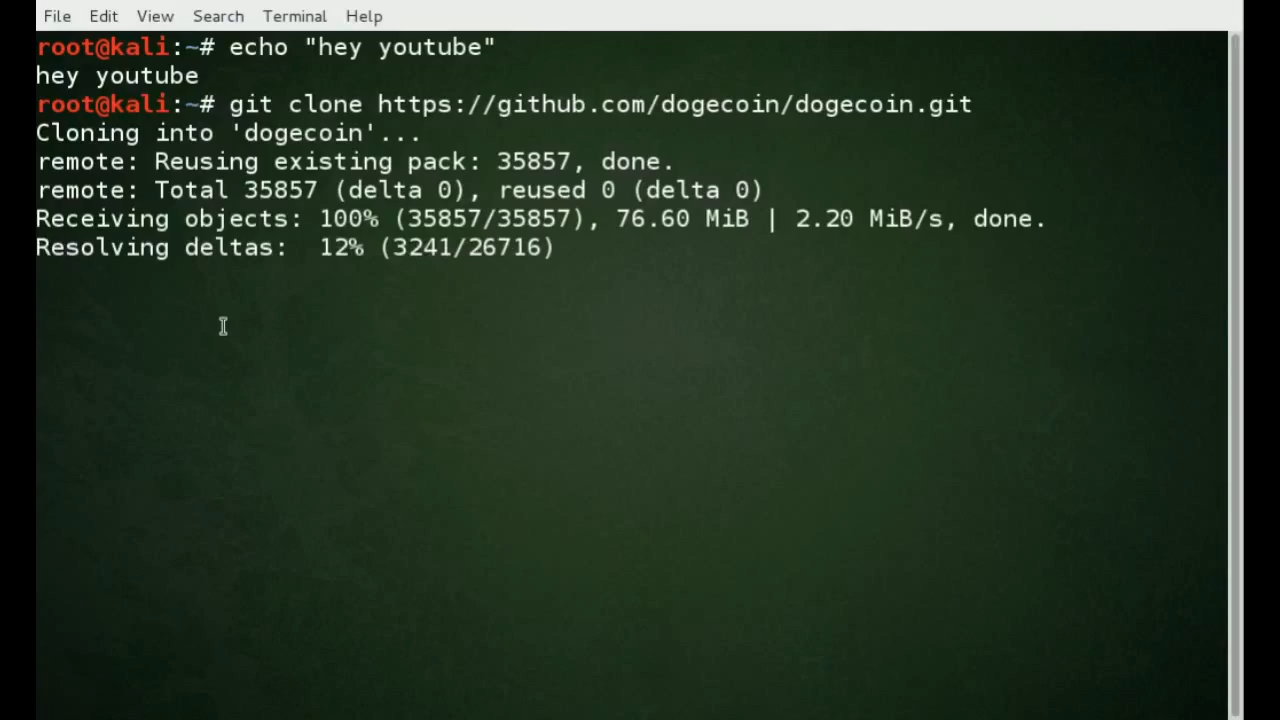 File Edit View Search Terminal Help
root@kali:~# echo "hey youtube"
hey youtube
root@kali:~# git clone https://github.com/dogecoin/dogecoin.git
Cloning into 'dogecoin'...
remote: Reusing existing pack: 35857, done.
remote: Total 35857 (delta 0), reused 0 (delta 0)
Receiving objects: 100% (35857/35857), 76.60 MiB | 2.20 MiB/s, done.
Resolving deltas:  12% (3241/26716)